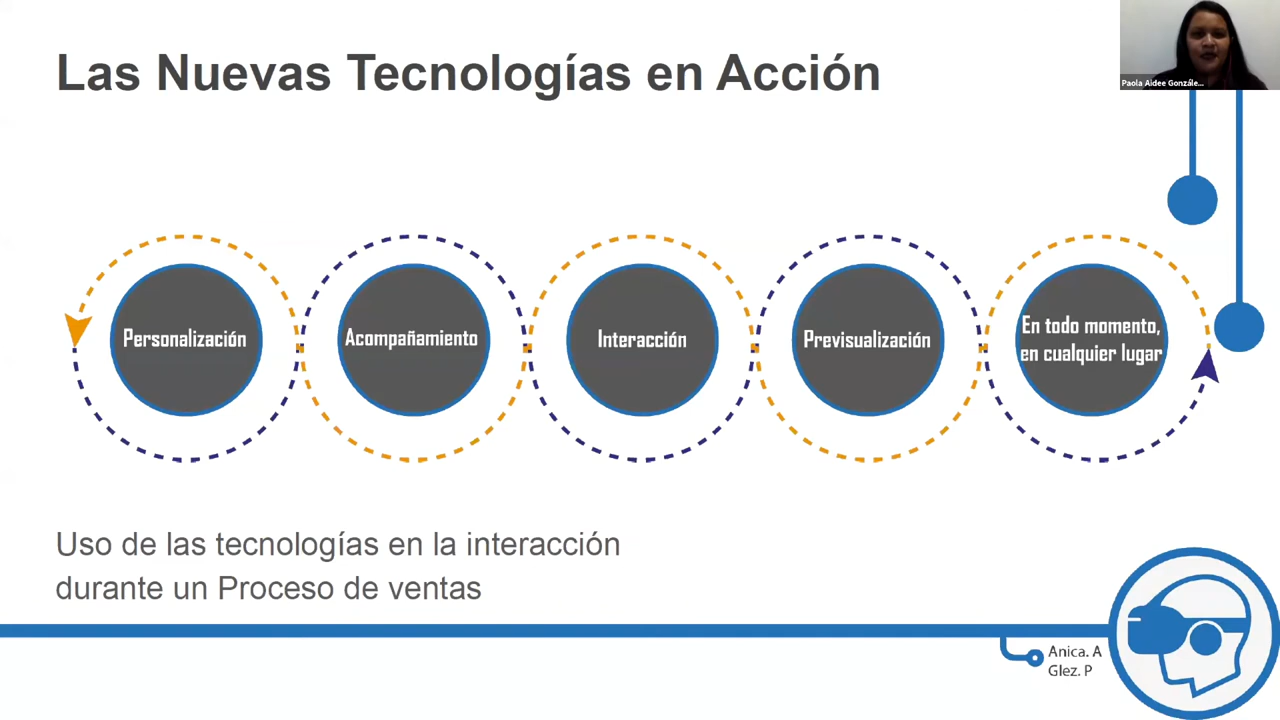 Las Nuevas Tecnologías en Acción
Paola Aidee Gonzále...
Personalización
Acompañamiento
Interacción
Previsualización
En todo momento,
en cualquier lugar
Uso de las tecnologías en la interacción
durante un Proceso de ventas
Anica. A
Glez. P